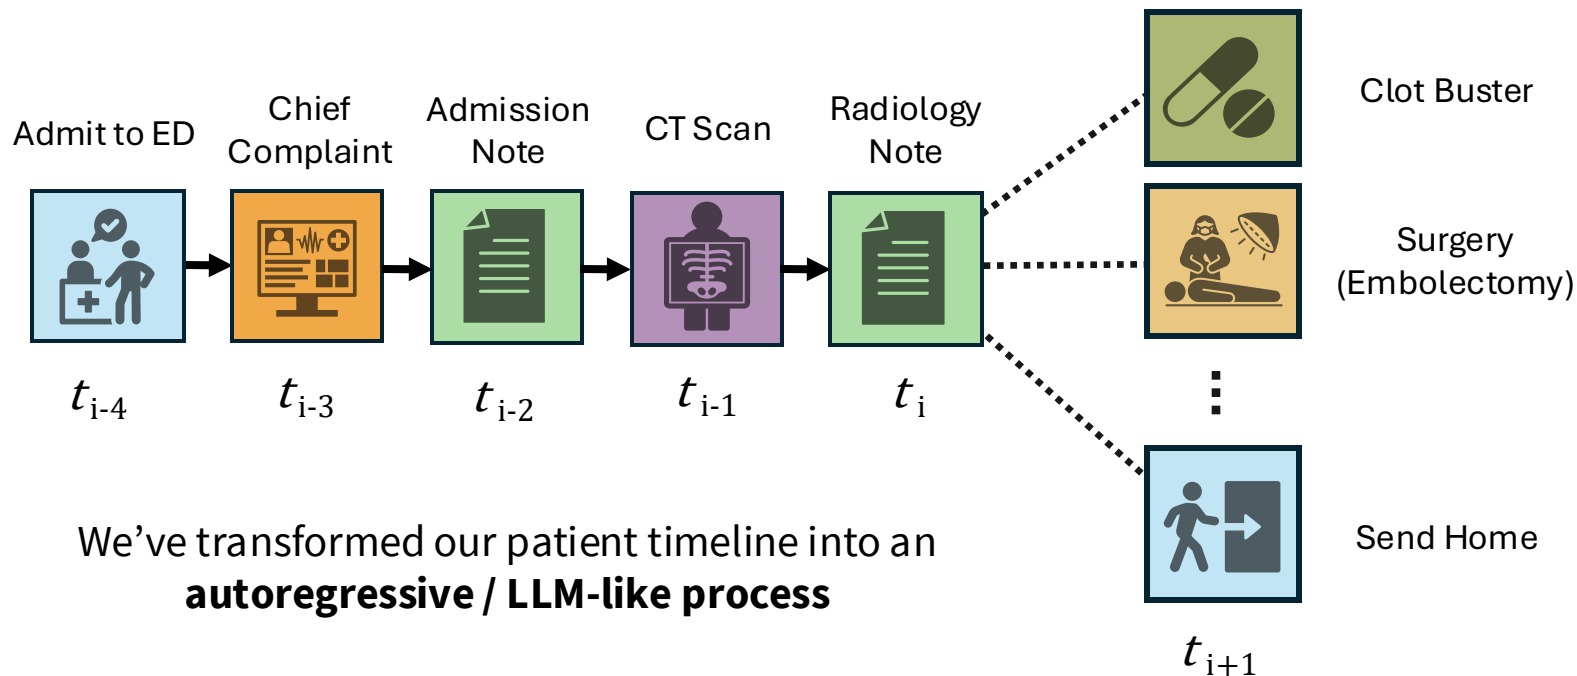 Admit to ED
Chief
Complaint
Admission
Note
CT Scan
Radiology
Note
Clot Buster
Surgery
(Embolectomy)
Send Home
t i-4
t i-3
t i-2
t i-1
t i
t i+1
We’ve transformed our patient timeline into an
autoregressive / LLM-like process